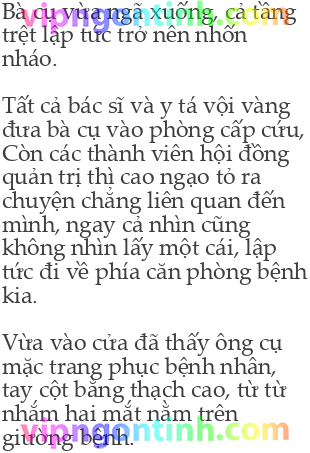 Bà cụ vừa ngã xuống, cả tầng
vipngontinh.com
trệt lập tức trở nên nhốn
nháo.
Tất cả bác sĩ và y tá vội vàng
đưa bà cụ vào phòng cấp cứu,
Còn các thành viên hội đồng
quản trị thì cao ngạo tỏ ra
chuyện chẳng liên quan đến
mình, ngay cả nhìn cũng
không nhìn lấy một cái, lập
tức đi về phía căn phòng bệnh
kia.
Vừa vào cửa đã thấy ông cụ
mặc trang phục bệnh nhân,
tay cột bằng thạch cao, từ từ
nhắm hai mắt nằm trên
vipngontinh.com
giường bệnh.